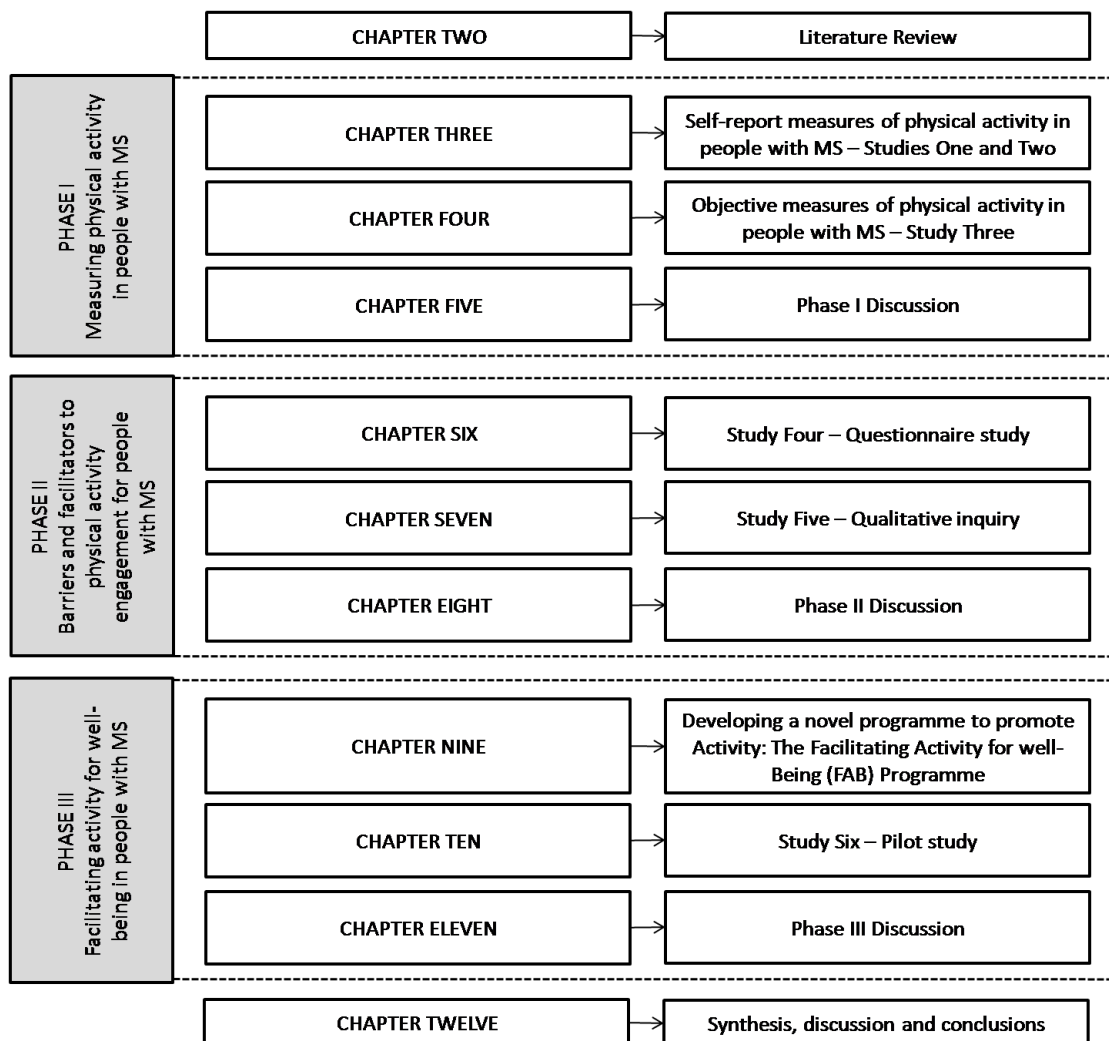 CHAPTER TWO
Literature Review
PHASE I
Measuring physical activity
in people with MS
CHAPTER THREE
Self-report measures of physical activity in
people with MS – Studies One and Two
CHAPTER FOUR
Objective measures of physical activity in
people with MS – Study Three
CHAPTER FIVE
Phase I Discussion
PHASE II
Barriers and facilitators to
physical activity
engagement for people
with MS
CHAPTER SIX
Study Four – Questionnaire study
CHAPTER SEVEN
Study Five – Qualitative inquiry
CHAPTER EIGHT
Phase II Discussion
PHASE III
Facilitating activity for well-
being in people with MS
CHAPTER NINE
Developing a novel programme to promote
Activity: The Facilitating Activity for well-
Being (FAB) Programme
CHAPTER TEN
Study Six – Pilot study
CHAPTER ELEVEN
Phase III Discussion
CHAPTER TWELVE
Synthesis, discussion and conclusions